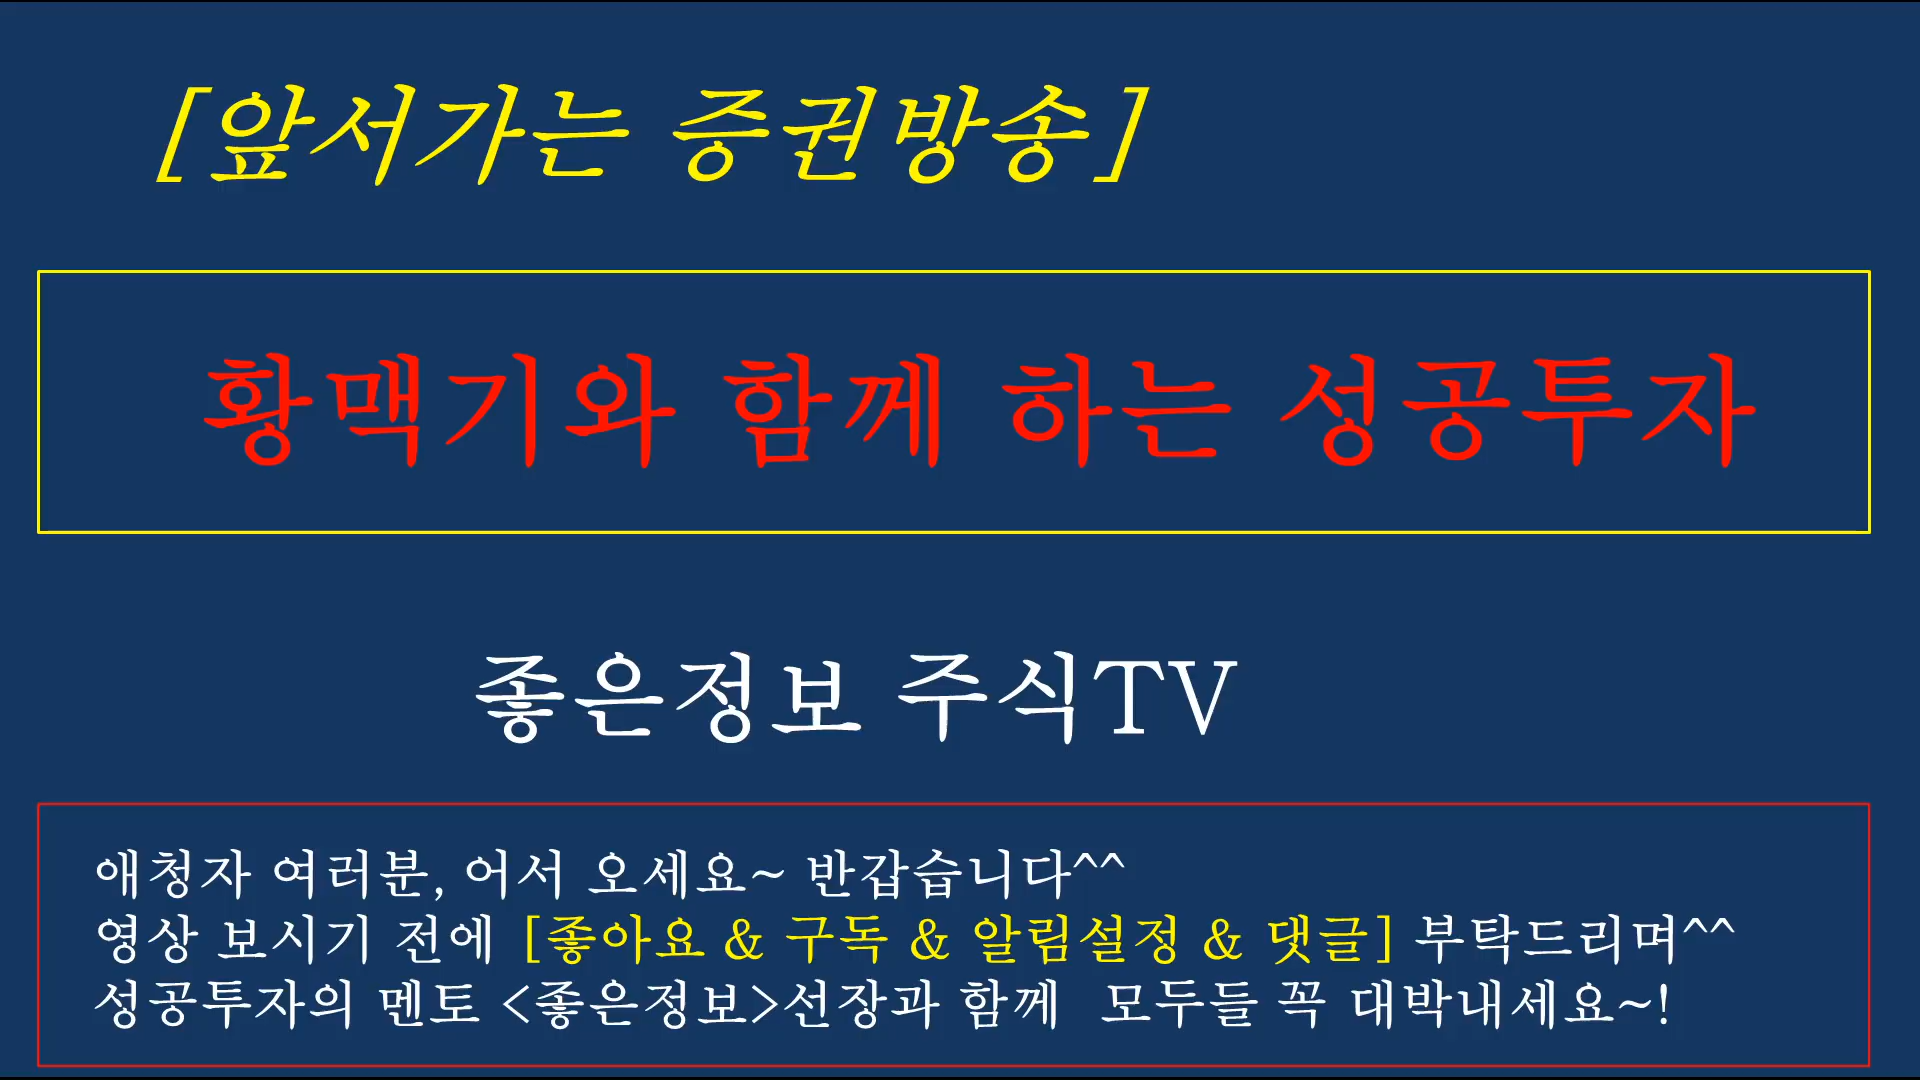 [앞서가는 증권방송]
황맥기와 함께 하는 성공투자
좋은정보 주식TV
애청자 여러분, 어서 오세요~ 반갑습니다^^
영상 보시기 전에 [좋아요 & 구독 & 알림설정 & 댓글] 부탁드리며^^
성공투자의 멘토 <좋은정보>선장과 함께 모두들 꼭 대박내세요~!